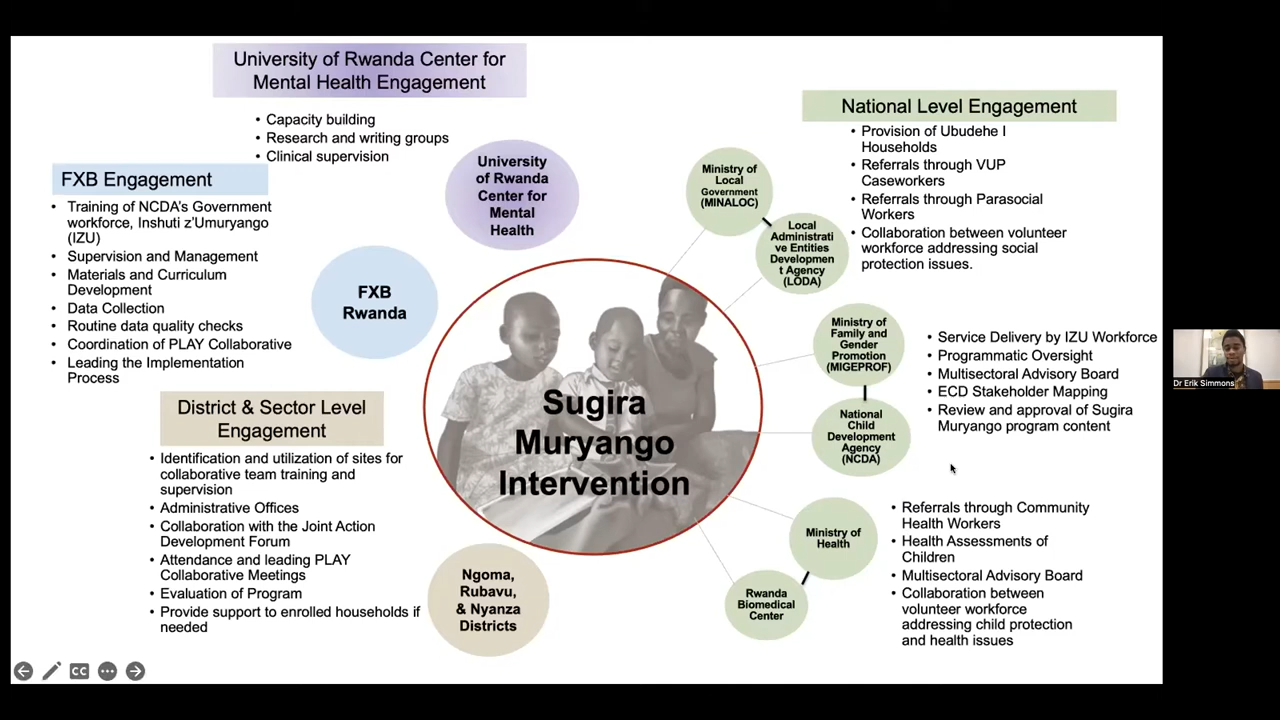 University of Rwanda Center for
Mental Health Engagement
• Capacity building
• Research and writing groups
• Clinical supervision
FXB Engagement
• Training of NCDA's Government
workforce, Inshuti z'Umuryango
(IZU)
• Supervision and Management
• Materials and Curriculum
Development
• Data Collection
• Routine data quality checks
• Coordination of PLAY Collaborative
• Leading the Implementation
Process
District & Sector Level
Engagement
• Identification and utilization of sites for
collaborative team training and
supervision
• Administrative Offices
• Collaboration with the Joint Action
Development Forum
• Attendance and leading PLAY
Collaborative Meetings
• Evaluation of Program
• Provide support to enrolled households if
needed
University
of Rwanda
Center for
Mental
Health
FXB
Rwanda
Sugira
Muryango
Intervention
Ngoma,
Rubavu,
& Nyanza
Districts
National Level Engagement
• Provision of Ubudehe I
Households
• Referrals through VUP
Caseworkers
• Referrals through Parasocial
Workers
• Collaboration between volunteer
workforce addressing social
protection issues.
Ministry of
Local
Government
(MINALOC)
Local
Administrati
ve Entities
Developmen
t Agency
(LODA)
Ministry of
Family and
Gender
Promotion
(MIGEPROF)
National
Child
Development
Agency
(NCDA)
• Service Delivery by IZU Workforce
• Programmatic Oversight
• Multisectoral Advisory Board
• ECD Stakeholder Mapping
• Review and approval of Sugira
Muryango program content
Ministry of
Health
Rwanda
Biomedical
Center
• Referrals through Community
Health Workers
• Health Assessments of
Children
• Multisectoral Advisory Board
• Collaboration between
volunteer workforce
addressing child protection
and health issues
CC
Dr Erik Simmons